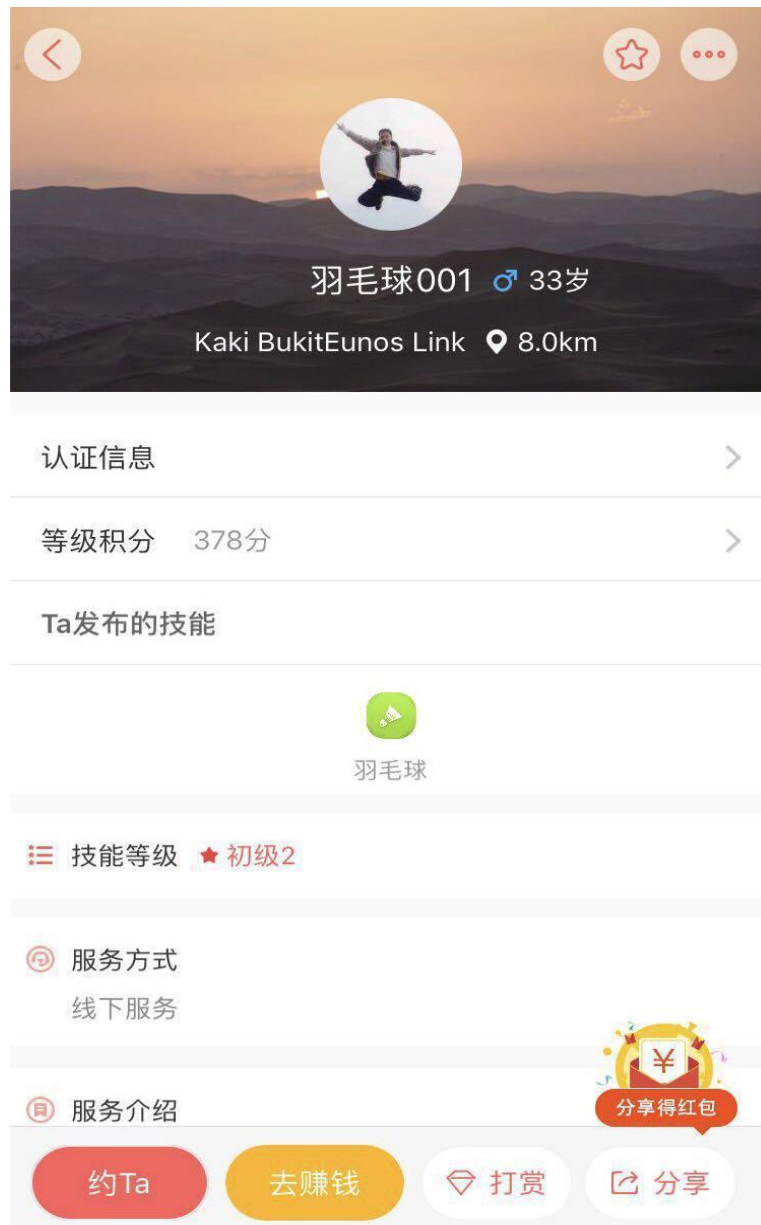 羽毛球001 33岁
Kaki BukitEunos Link 8.0km
认证信息
等级积分 378分
Ta发布的技能
羽毛球
技能等级 初级2
服务方式
线下服务
¥
服务介绍
分享得红包
约Ta 去赚钱 打赏 分享